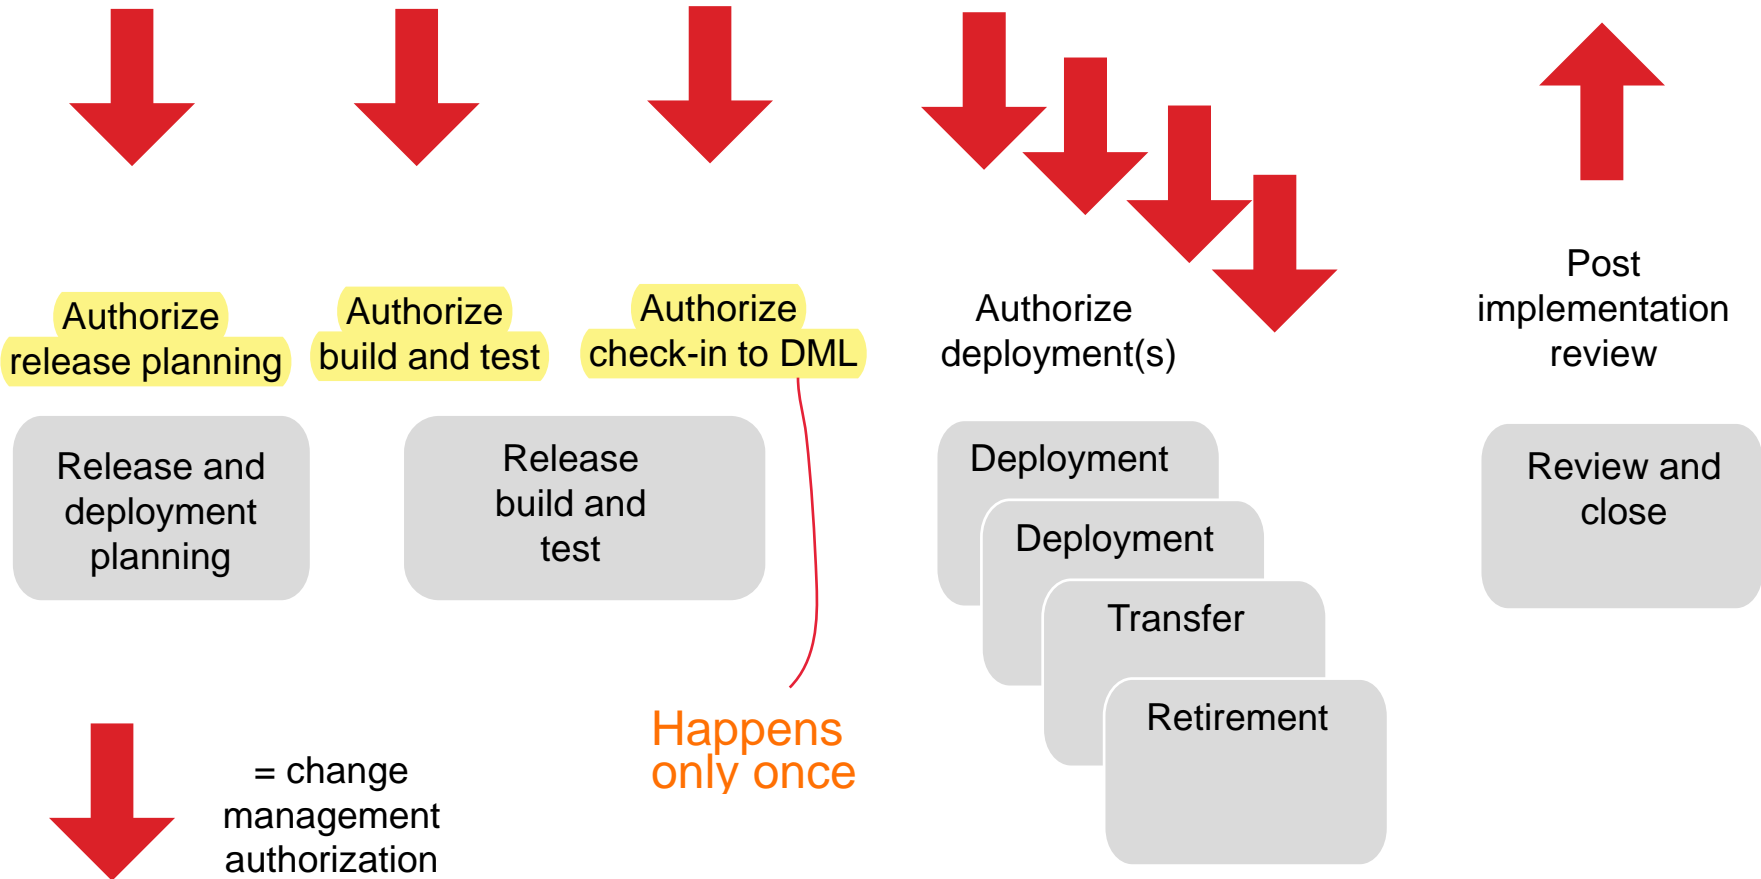 Authorize
release planning
Authorize
build and test
Authorize
check-in to DML
Authorize
deployment(s)
Post
implementation
review
Release and
deployment
planning
Release
build and
test
Deployment
Deployment
Transfer
Retirement
Review and
close
Happens
only once
= change
management
authorization